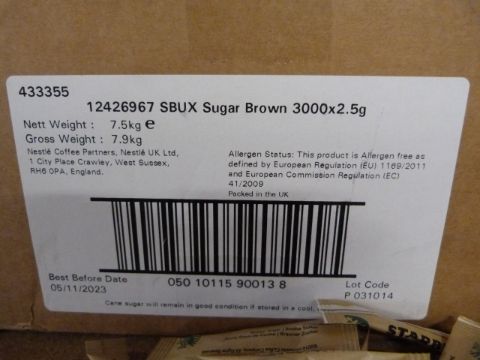 433355
12426967 SBUX Sugar Brown 3000x2.5g
Nett Weight : 7.5kg e
Gross Weight : 7.9kg
Nestlé Coffee Partners, Nestlé UK Ltd,
1 City Place Crawley, West Sussex,
RH6 0PA, England.
Allergen Status: This product is Allergen free as
defined by European Regulation (EU) 1169/2011
and European Commission Regulation (EC)
41/2009
Packed in the UK
Best Before Date
05/11/2023
050 10115 90013 8
Lot Code
P 031014
Cane sugar will remain in good condition if stored in a cool,
STARB